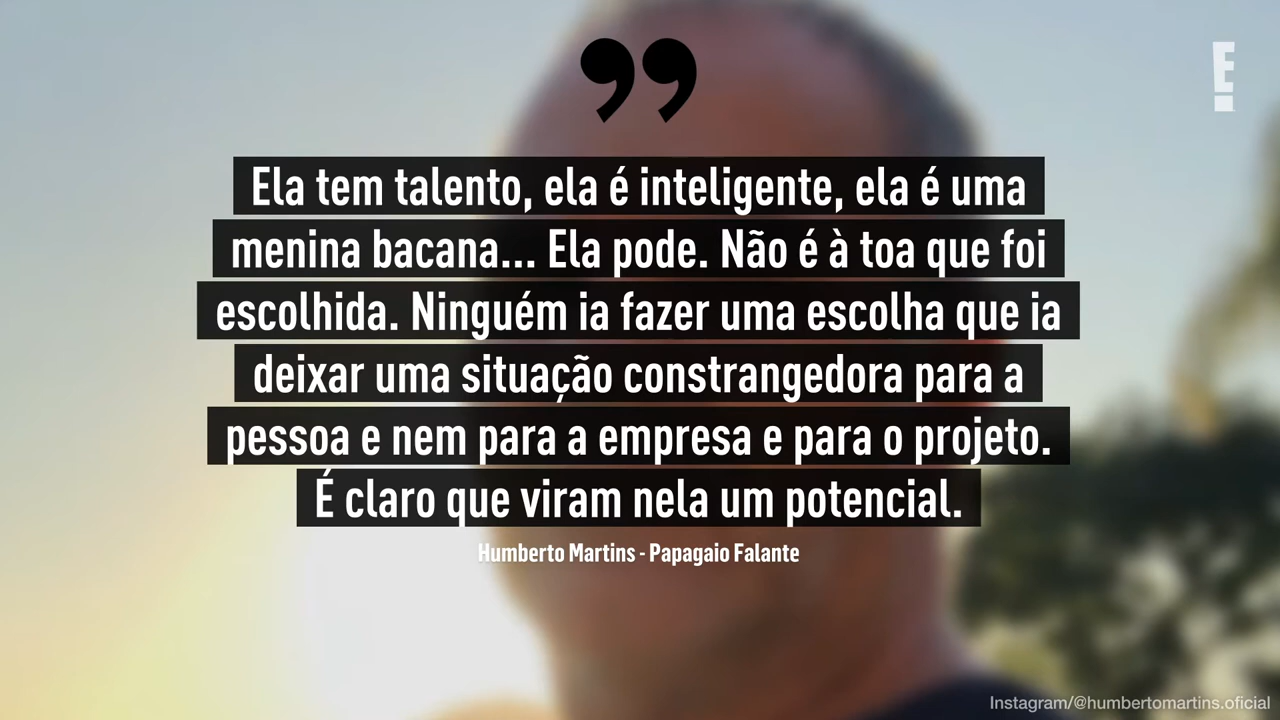 ”
E!
Ela tem talento, ela é inteligente, ela é uma
menina bacana... Ela pode. Não é à toa que foi
escolhida. Ninguém ia fazer uma escolha que ia
deixar uma situação constrangedora para a
pessoa e nem para a empresa e para o projeto.
É claro que viram nela um potencial.
Humberto Martins - Papagaio Falante
Instagram/@humbertomartins.oficial